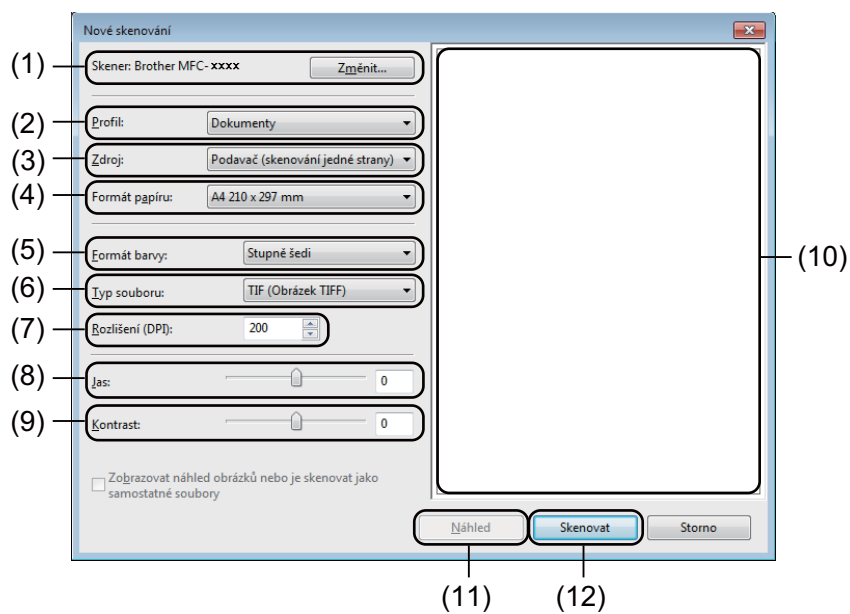 Nové skenování
(1) Skener: Brother MFC-xxxx Změnit...
(2) Profil: Dokumenty
(3) Zdroj: Podavač (skenování jedné strany)
(4) Formát papíru: A4 210 x 297 mm
(5) Formát barvy: Stupně šedi
(10)
(6) Typ souboru: TIF (Obrázek TIFF)
(7) Rozlišení (DPI): 200
(8) Jas: 0
(9) Kontrast: 0
Zobrazovat náhled obrázků nebo je skenovat jako
samostatné soubory
Náhled Skenovat Storno
(11) (12)